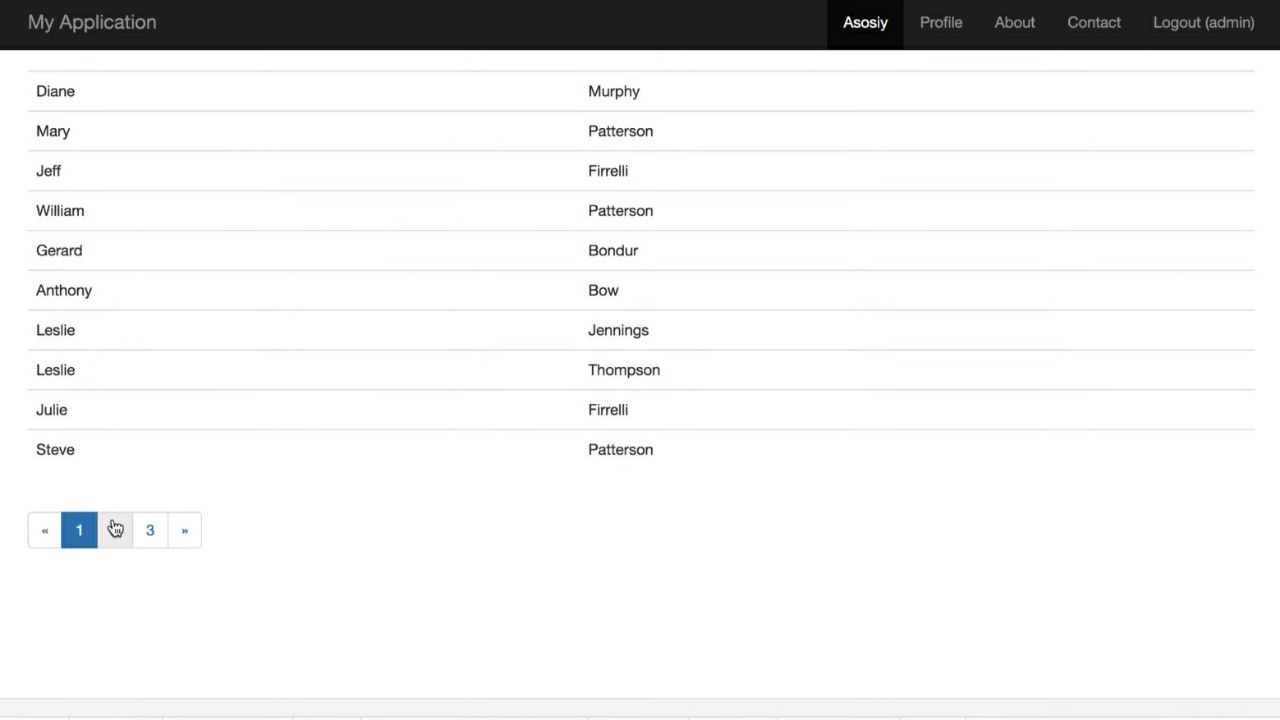 My Application Asosiy Profile About Contact Logout (admin)
Diane Murphy
Mary Patterson
Jeff Firrelli
William Patterson
Gerard Bondur
Anthony Bow
Leslie Jennings
Leslie Thompson
Julie Firrelli
Steve Patterson
« 1 3 »